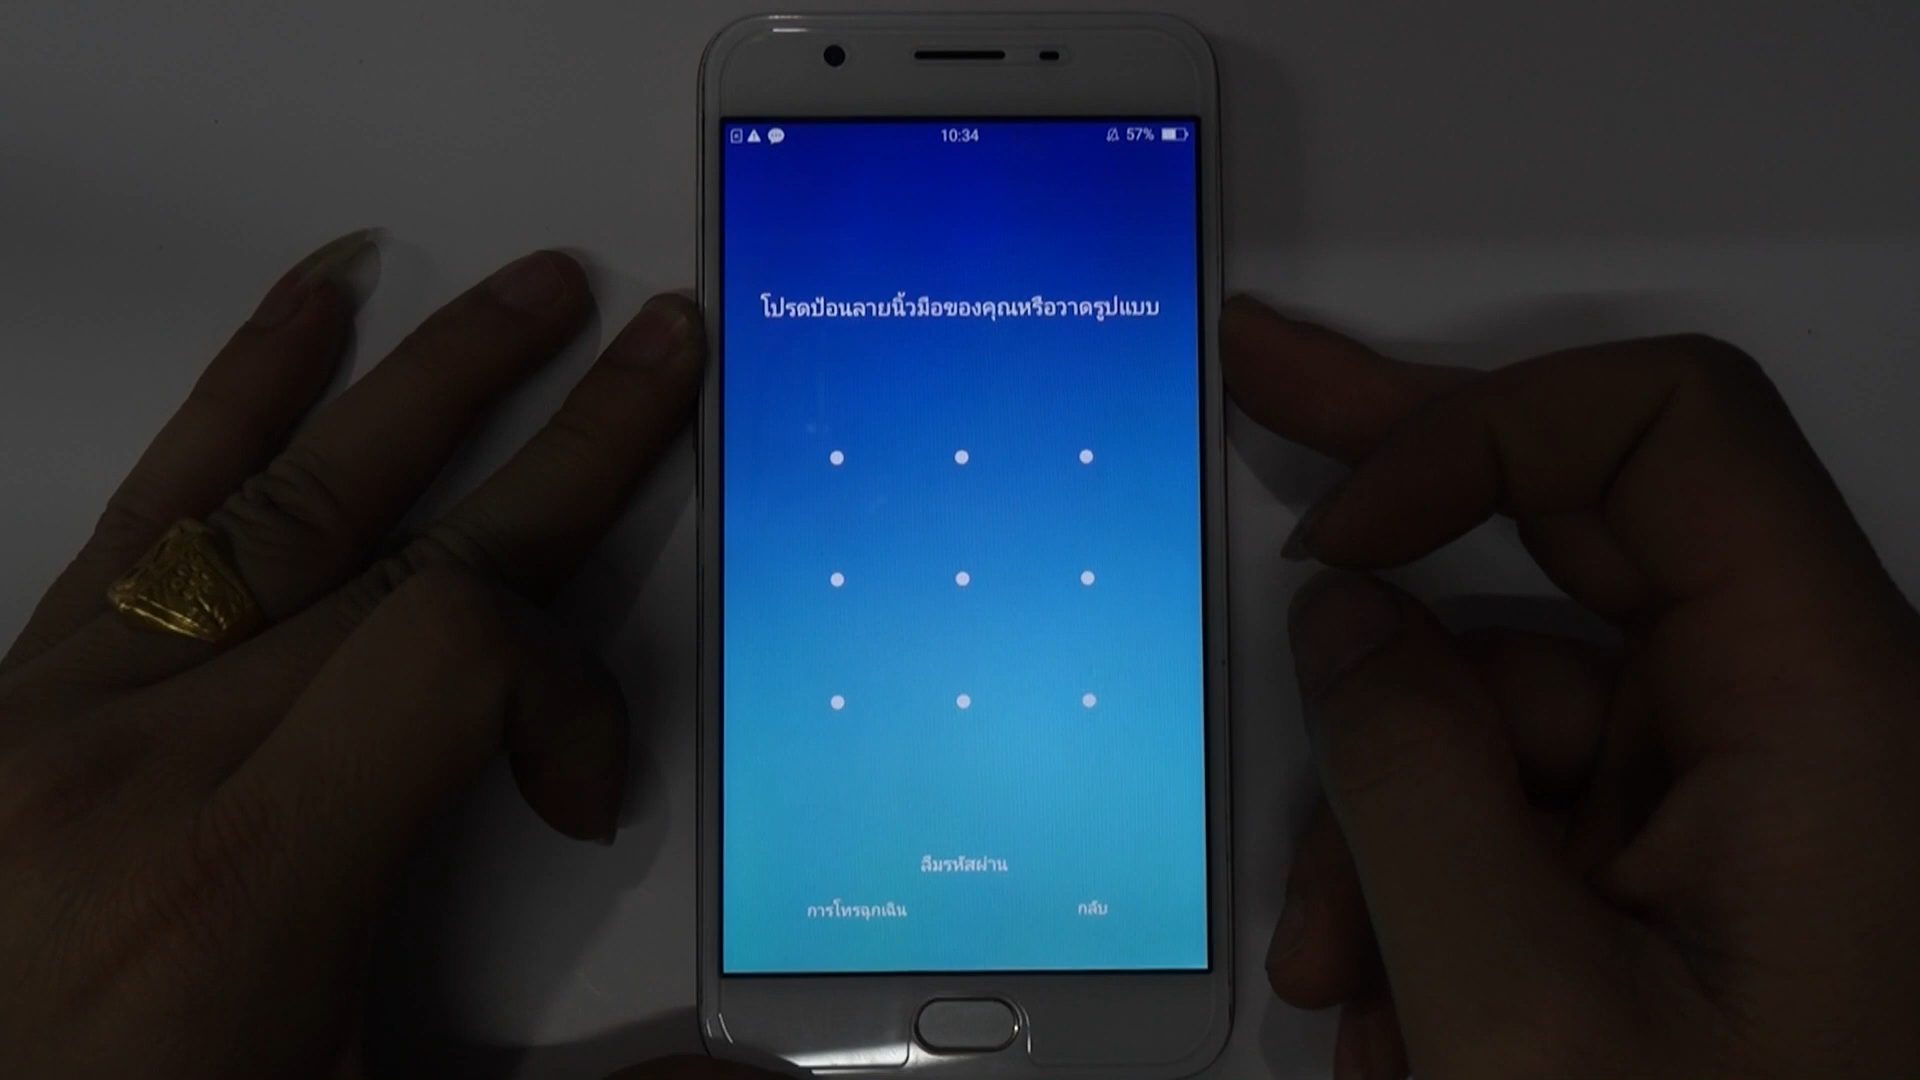 10:34
57%
โปรดป้อนลายนิ้วมือของคุณหรือวาดรูปแบบ
ลืมรหัสผ่าน
การโทรฉุกเฉิน
กลับ